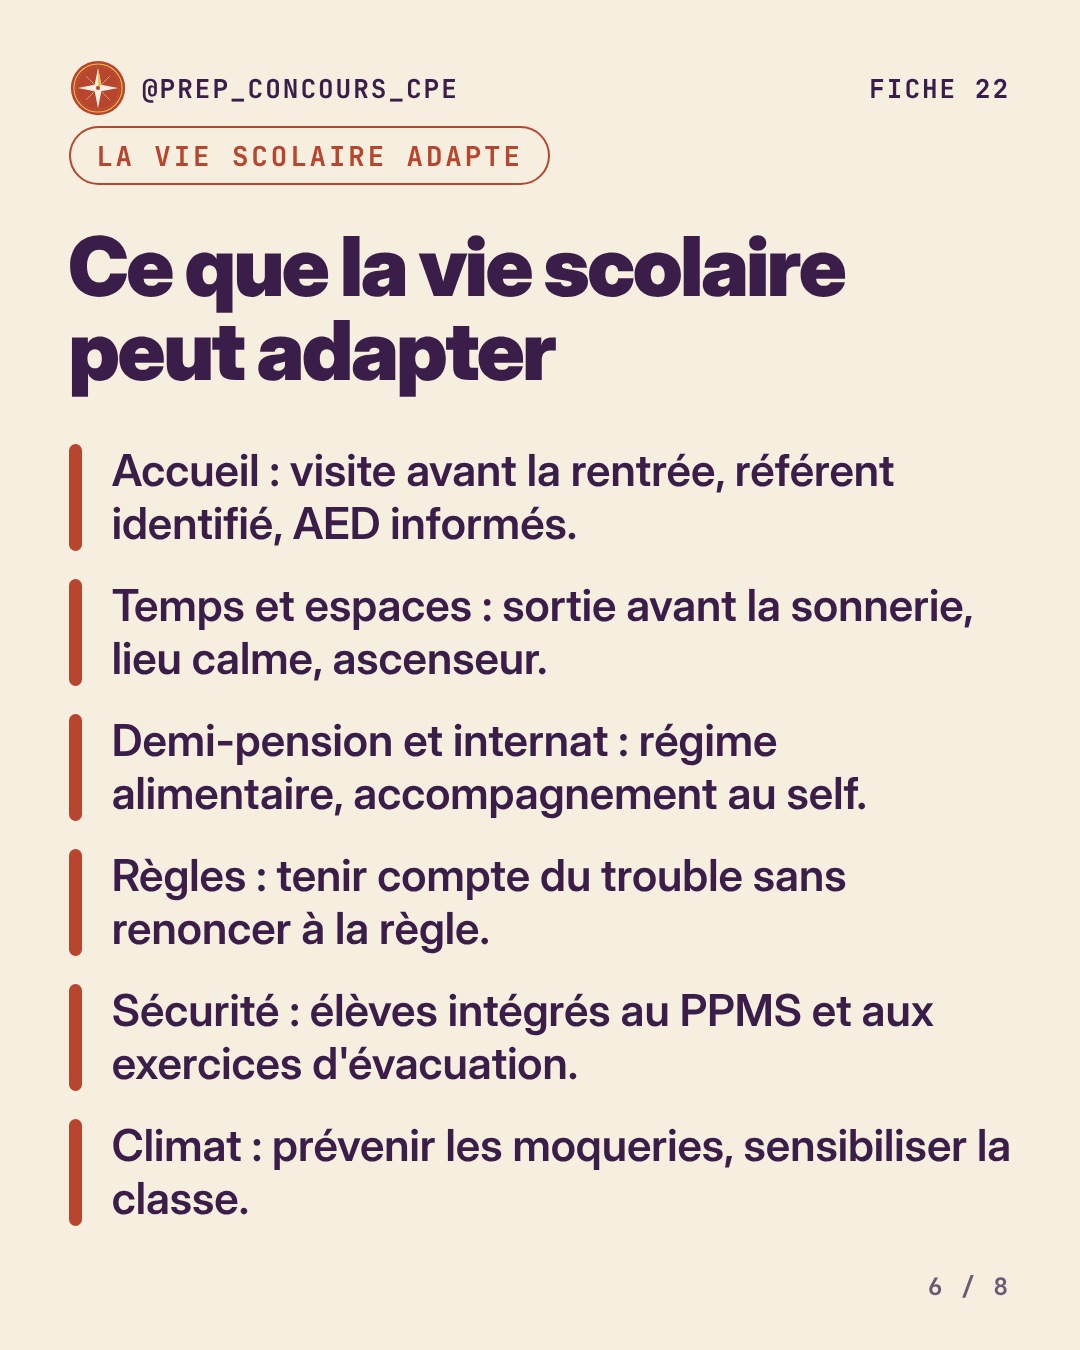 @PREP_CONCOURS_CPE
FICHE 22
LA VIE SCOLAIRE ADAPTE
Ce que la vie scolaire
peut adapter
Accueil : visite avant la rentrée, référent
identifié, AED informés.
Temps et espaces : sortie avant la sonnerie,
lieu calme, ascenseur.
Demi-pension et internat : régime
alimentaire, accompagnement au self.
Règles : tenir compte du trouble sans
renoncer à la règle.
Sécurité : élèves intégrés au PPMS et aux
exercices d'évacuation.
Climat : prévenir les moqueries, sensibiliser la
classe.
6 / 8